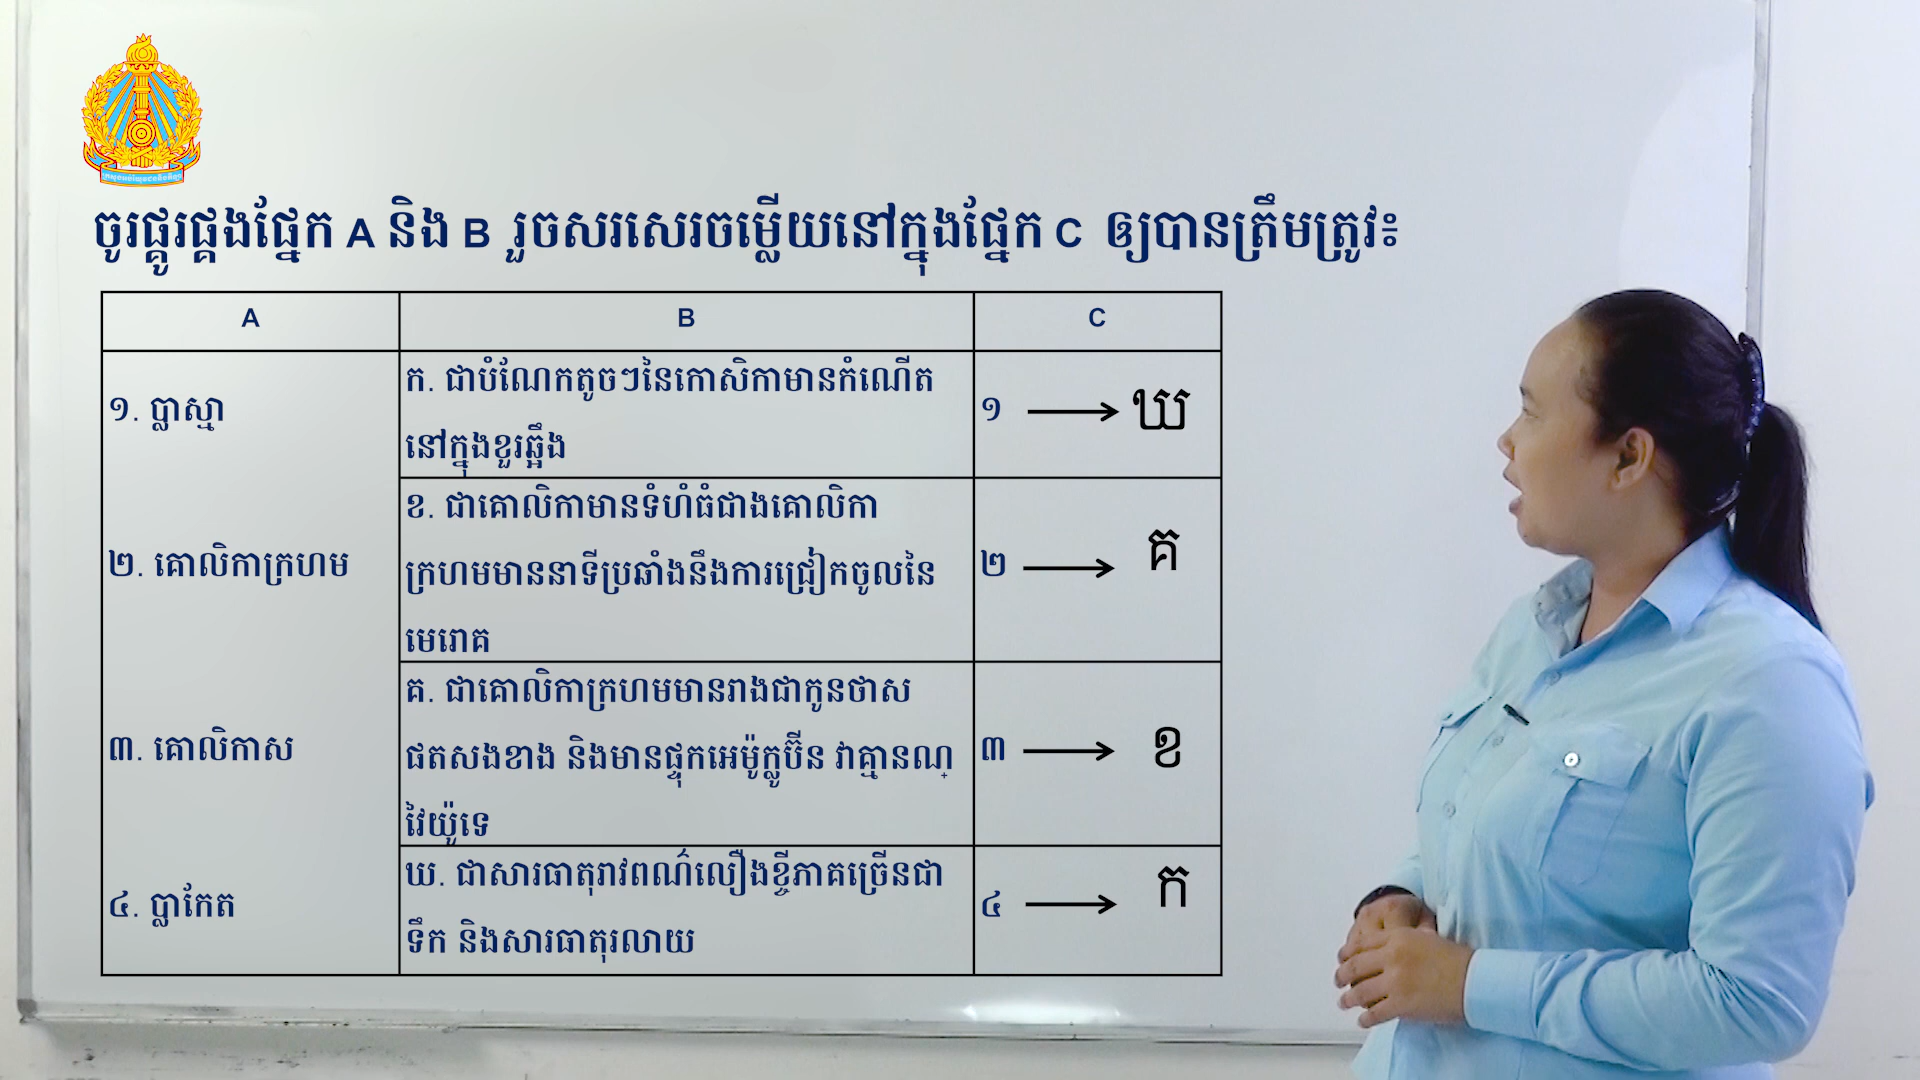 ចូរផ្គូរផ្គងផ្នែក A និង B រួចសរសេរចម្លើយនៅក្នុងផ្នែក C ឲ្យបានត្រឹមត្រូវ៖
A B C
១. ប្លាស្មា
ក. ជាបំណែកតូចៗនៃកោសិកាមានកំណើត
នៅក្នុងខួរឆ្អឹង
១ → ឃ
២. គោលិកាក្រហម
ខ. ជាគោលិកាមានទំហំធំជាងគោលិកា
ក្រហមមាននាទីប្រឆាំងនឹងការជ្រៀកចូលនៃ
មេរោគ
២ → គ
៣. គោលិកាស
គ. ជាគោលិកាក្រហមមានរាងជាកូនថាស
ផតសងខាង និងមានផ្ទុកអេម៉ូក្លូប៊ីន វាគ្មានណ្
វៃយ៉ូទេ
៣ → ខ
៤. ប្លាកែត
ឃ. ជាសារធាតុរាវពណ៌លឿងខ្ចីភាគច្រើនជា
ទឹក និងសារធាតុរលាយ
៤ → ក